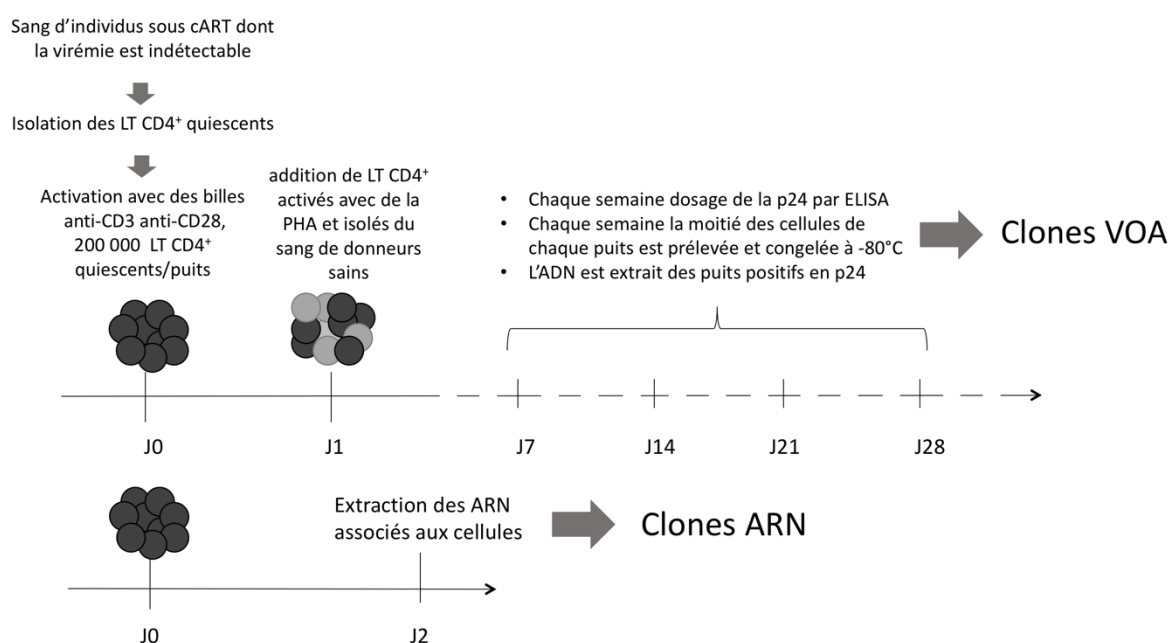 Sang d'individus sous cART dont
la virémie est indétectable
Isolation des LT CD4⁺ quiescents
Activation avec des billes
anti-CD3 anti-CD28,
200 000 LT CD4⁺
quiescents/puits
addition de LT CD4⁺
activés avec de la
PHA et isolés du
sang de donneurs
sains
• Chaque semaine dosage de la p24 par ELISA
• Chaque semaine la moitié des cellules de
chaque puits est prélevée et congelée à -80°C
• L'ADN est extrait des puits positifs en p24
Clones VOA
J0
J1
J7
J14
J21
J28
Extraction des ARN
associés aux cellules
Clones ARN
J0
J2